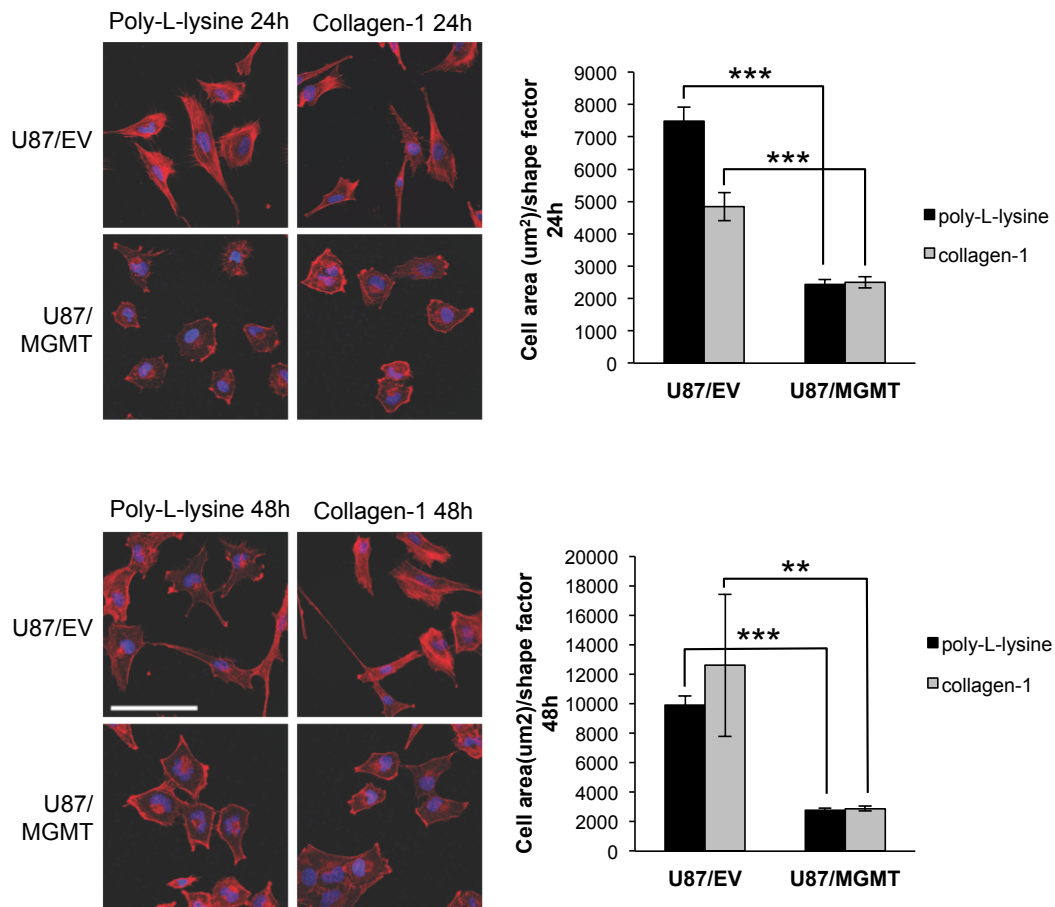 Poly-L-lysine 24h
Collagen-1 24h
U87/EV
U87/
MGMT
Cell area (um²)/shape factor
24h
9000
8000
7000
6000
5000
4000
3000
2000
1000
0
***
***
U87/EV
U87/MGMT
poly-L-lysine
collagen-1
Poly-L-lysine 48h
Collagen-1 48h
U87/EV
U87/
MGMT
Cell area(um2)/shape factor
48h
20000
18000
16000
14000
12000
10000
8000
6000
4000
2000
0
**
***
U87/EV
U87/MGMT
poly-L-lysine
collagen-1